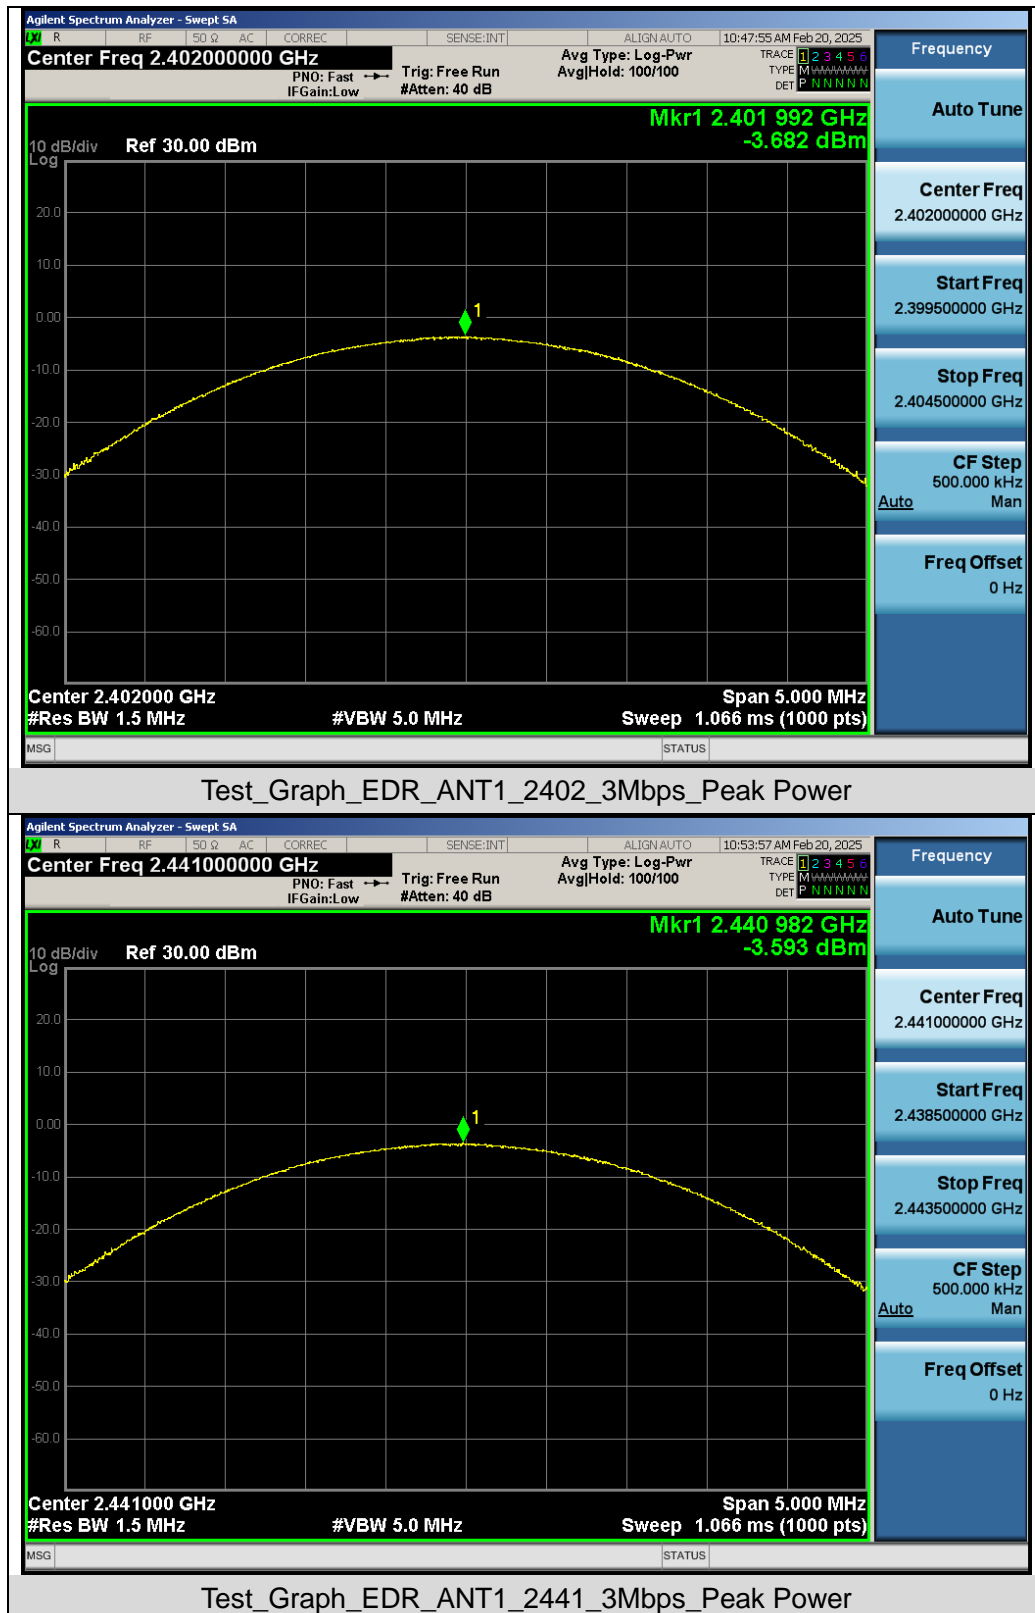 Agilent Spectrum Analyzer - Swept SA
LXI R RF 50 Ω AC CORREC SENSE:INT ALIGN AUTO 10:47:55 AM Feb 20, 2025
Center Freq 2.402000000 GHz
PNO: Fast
IFGain:Low
Trig: Free Run
#Atten: 40 dB
Avg Type: Log-Pwr
Avg|Hold: 100/100
TRACE 1 2 3 4 5 6
TYPE M
DET P N N N N N
Mkr1 2.401 992 GHz
-3.682 dBm
10 dB/div Ref 30.00 dBm
Log
20.0
10.0
0.00
-10.0
-20.0
-30.0
-40.0
-50.0
-60.0
1
Center 2.402000 GHz Span 5.000 MHz
#Res BW 1.5 MHz #VBW 5.0 MHz Sweep 1.066 ms (1000 pts)
MSG STATUS
Frequency
Auto Tune
Center Freq
2.402000000 GHz
Start Freq
2.399500000 GHz
Stop Freq
2.404500000 GHz
CF Step
500.000 kHz
Auto Man
Freq Offset
0 Hz
Test_Graph_EDR_ANT1_2402_3Mbps_Peak Power
Agilent Spectrum Analyzer - Swept SA
LXI R RF 50 Ω AC CORREC SENSE:INT ALIGN AUTO 10:53:57 AM Feb 20, 2025
Center Freq 2.441000000 GHz
PNO: Fast
IFGain:Low
Trig: Free Run
#Atten: 40 dB
Avg Type: Log-Pwr
Avg|Hold: 100/100
TRACE 1 2 3 4 5 6
TYPE M
DET P N N N N N
Mkr1 2.440 982 GHz
-3.593 dBm
10 dB/div Ref 30.00 dBm
Log
20.0
10.0
0.00
-10.0
-20.0
-30.0
-40.0
-50.0
-60.0
1
Center 2.441000 GHz Span 5.000 MHz
#Res BW 1.5 MHz #VBW 5.0 MHz Sweep 1.066 ms (1000 pts)
MSG STATUS
Frequency
Auto Tune
Center Freq
2.441000000 GHz
Start Freq
2.438500000 GHz
Stop Freq
2.443500000 GHz
CF Step
500.000 kHz
Auto Man
Freq Offset
0 Hz
Test_Graph_EDR_ANT1_2441_3Mbps_Peak Power